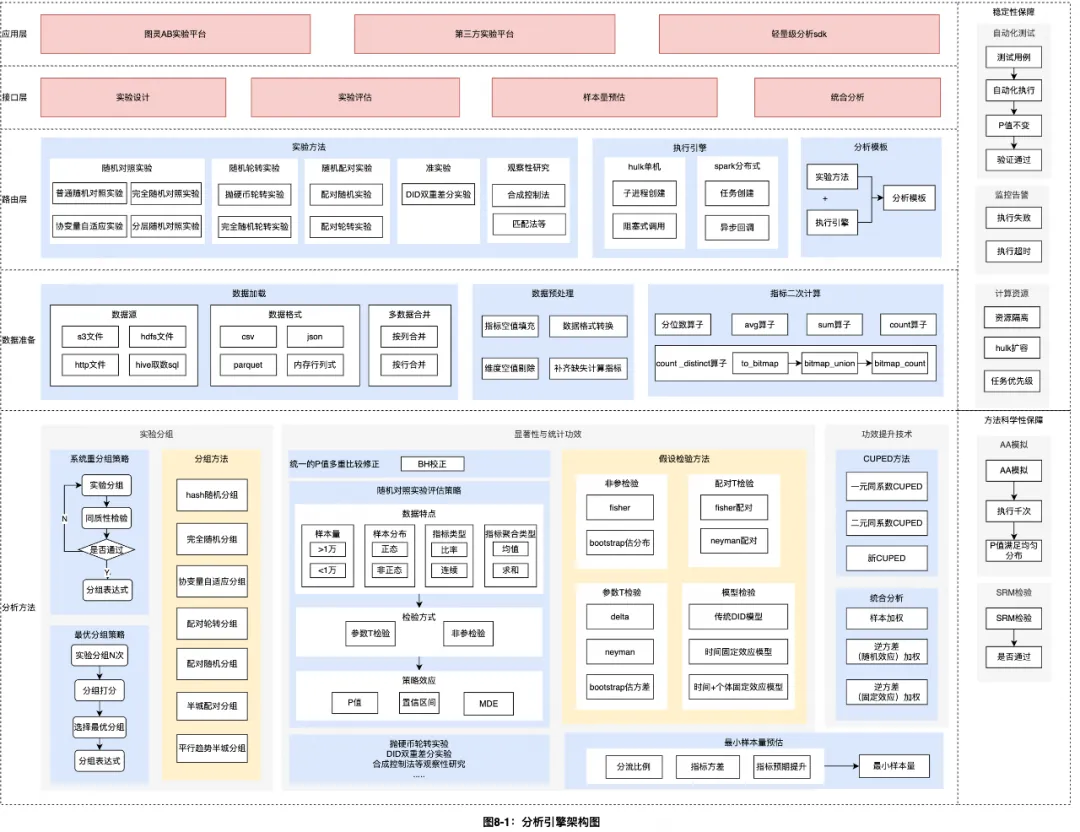 应用层
图灵AB实验平台
第三方实验平台
轻量级分析sdk
接口层
实验设计
实验评估
样本量预估
统合分析
路由层
实验方法
随机对照实验
普通随机对照实验
完全随机对照实验
协变量自适应实验
分层随机对照实验
随机轮转实验
抛硬币轮转实验
完全随机轮转实验
随机配对实验
配对随机实验
配对轮转实验
准实验
DID双重差分实验
观察性研究
合成控制法
匹配法等
执行引擎
hulk单机
子进程创建
阻塞式调用
spark分布式
任务创建
异步回调
分析模板
实验方法
+
执行引擎
分析模板
数据准备
数据加载
数据源
s3文件
hdfs文件
http文件
hive取数sql
数据格式
csv
json
parquet
内存行列式
多数据合并
按列合并
按行合并
数据预处理
指标空值填充
数据格式转换
维度空值剔除
补齐缺失计算指标
指标二次计算
分位数算子
avg算子
sum算子
count算子
count _distinct算子
to_bitmap
bitmap_union
bitmap_count
分析方法
实验分组
系统重分组策略
实验分组
同质性检验
是否通过
N
Y
分组表达式
最优分组策略
实验分组N次
分组打分
选择最优分组
分组表达式
分组方法
hash随机分组
完全随机分组
协变量自适应分组
配对轮转分组
配对随机分组
半城配对分组
平行趋势半城分组
显著性与统计功效
统一的P值多重比较修正
BH校正
随机对照实验评估策略
数据特点
样本量
>1万
<1万
样本分布
正态
非正态
指标类型
比率
连续
指标聚合类型
均值
求和
检验方式
参数T检验
非参检验
策略效应
P值
置信区间
MDE
抛硬币轮转实验
DID双重差分实验
合成控制法等观察性研究
.....
假设检验方法
非参检验
fisher
bootstrap估分布
配对T检验
fisher配对
neyman配对
参数T检验
delta
neyman
bootstrap估方差
模型检验
传统DID模型
时间固定效应模型
时间+个体固定效应模型
最小样本量预估
分流比例
指标方差
指标预期提升
最小样本量
功效提升技术
CUPED方法
一元同系数CUPED
二元同系数CUPED
新CUPED
统合分析
样本加权
逆方差
（随机效应）加权
逆方差
（固定效应）加权
稳定性保障
自动化测试
测试用例
自动化执行
P值不变
验证通过
监控告警
执行失败
执行超时
计算资源
资源隔离
hulk扩容
任务优先级
方法科学性保障
AA模拟
AA模拟
执行千次
P值满足均匀
分布
SRM检验
SRM检验
是否通过
图8-1：分析引擎架构图